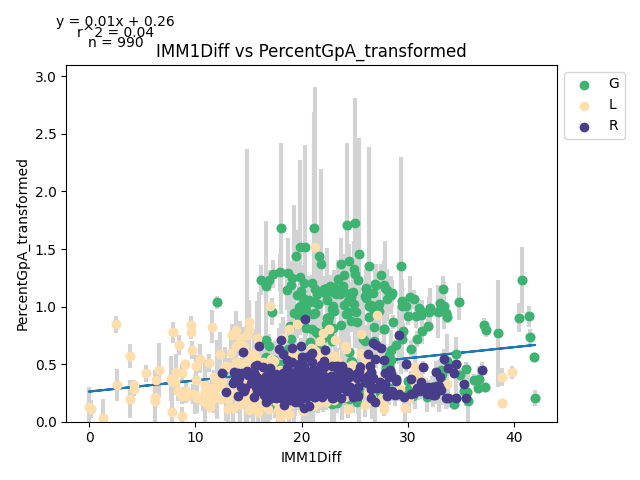 y = 0.01x + 0.26
r^2 = 0.04
n = 990
IMM1Diff vs PercentGpA_transformed
3.0
2.5
2.0
1.5
1.0
0.5
0.0
PercentGpA_transformed
0 10 20 30 40
IMM1Diff
G
L
R